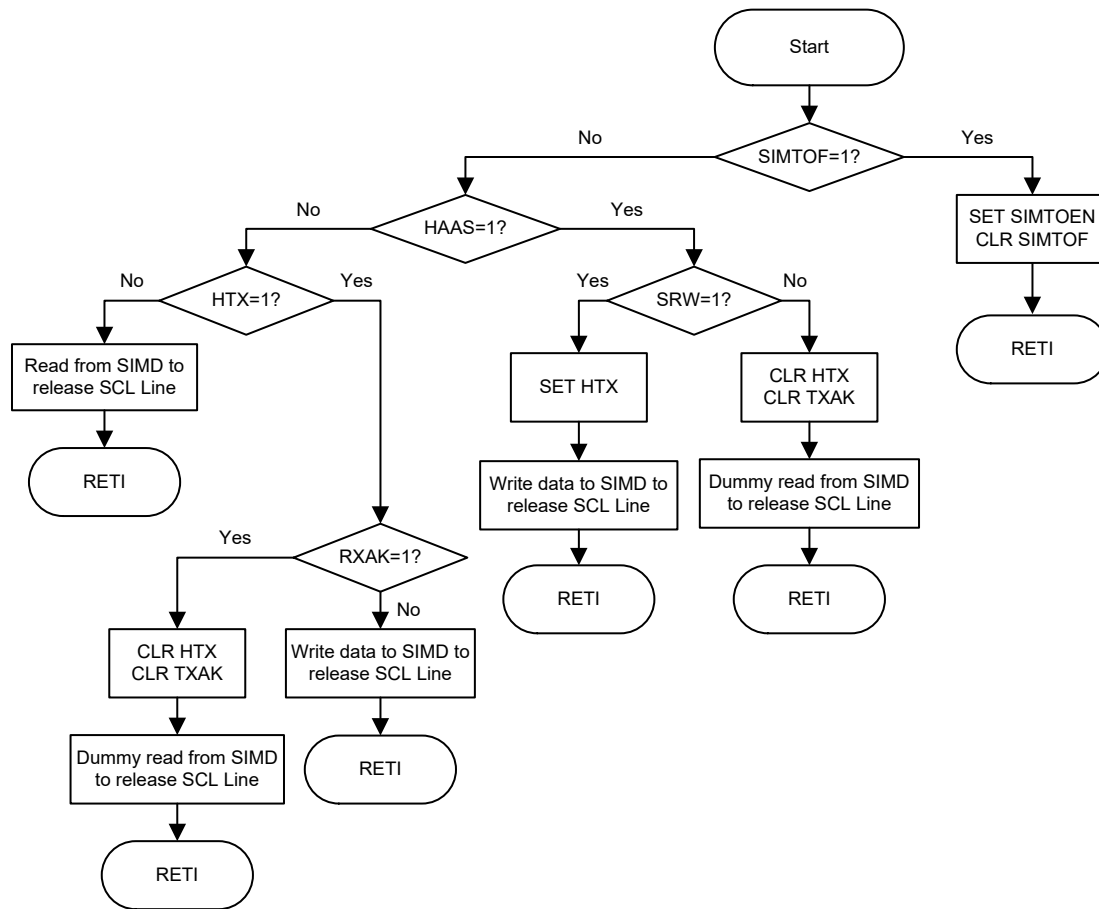 Start
No
SIMTOF=1?
Yes
No
HAAS=1?
Yes
SET SIMTOEN
CLR SIMTOF
No
HTX=1?
Yes
Yes
SRW=1?
No
RETI
Read from SIMD to
release SCL Line
SET HTX
CLR HTX
CLR TXAK
RETI
Write data to SIMD to
release SCL Line
Dummy read from SIMD
to release SCL Line
Yes
RXAK=1?
No
RETI
RETI
CLR HTX
CLR TXAK
Write data to SIMD to
release SCL Line
Dummy read from SIMD
to release SCL Line
RETI
RETI